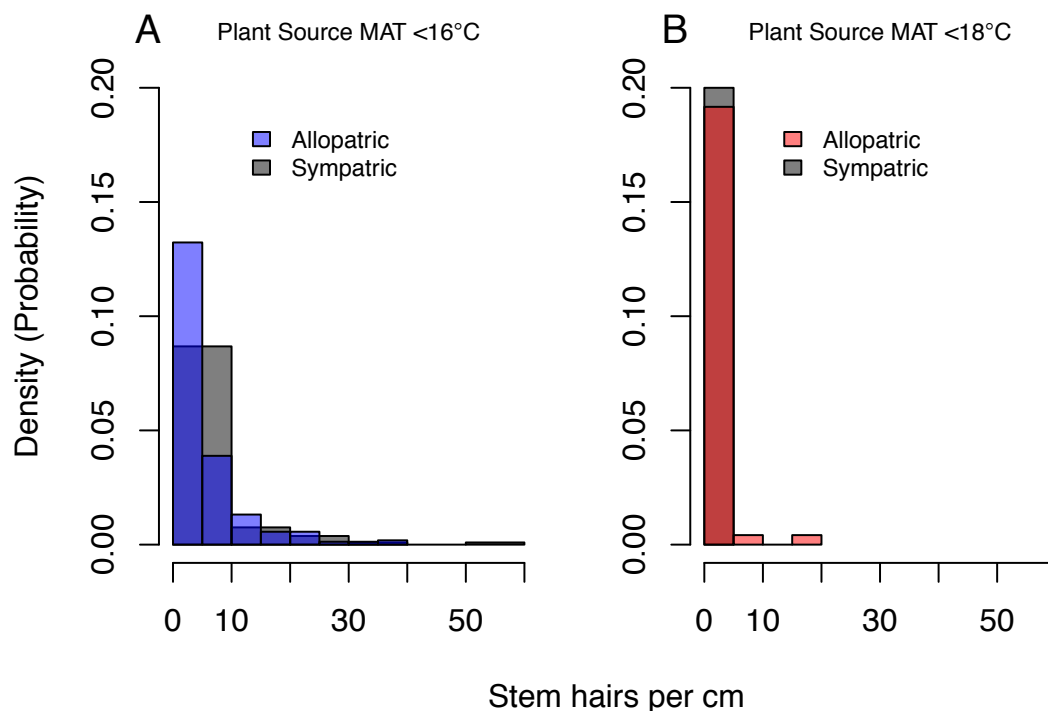 A Plant Source MAT <16°C
B Plant Source MAT <18°C
Density (Probability)
0.20
0.15
0.10
0.05
0.00
Allopatric
Sympatric
0 10 30 50
0.20
0.15
0.10
0.05
0.00
Allopatric
Sympatric
0 10 30 50
Stem hairs per cm